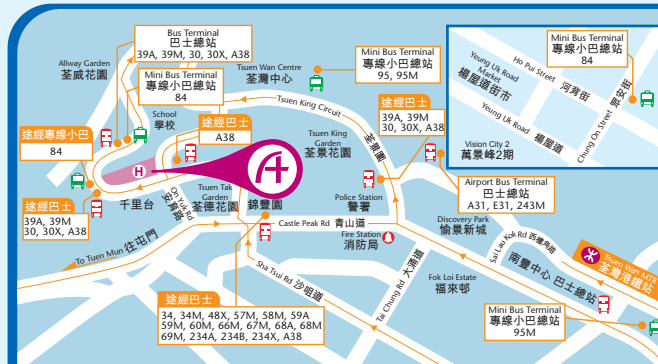 Bus Terminal
巴士總站
39A, 39M, 30, 30X, A38
Allway Garden
荃威花園
Mini Bus Terminal
專線小巴總站
84
School
學校
Tsuen Wan Centre
荃灣中心
Mini Bus Terminal
專線小巴總站
95, 95M
Tsuen King Circuit
荃景圍
途經巴士
39A, 39M
30, 30X, A38
途經巴士
A38
Tsuen King
Garden
荃景花園
途經專線小巴
84
H
千里台
On Yuk Rd
安育路
Tsuen Tak
Garden
荃德花園
錦豐園
途經巴士
39A, 39M
30, 30X, A38
Police Station
警署
Fire Station
消防局
Castle Peak Rd 青山道
To Tuen Mun 往屯門
Sha Tsui Rd 沙咀道
Tai Chung Rd 大涌道
Fok Loi Estate
福來邨
途經巴士
34, 34M, 48X, 57M, 58M, 59A
59M, 60M, 66M, 67M, 68A, 68M
69M, 234A, 234B, 234X, A38
Airport Bus Terminal
巴士總站
A31, E31, 243M
Discovery Park
愉景新城
Sai Lau Kok Rd 西樓角路
Tsuen Wan MTR
荃灣港鐵站
南豐中心 巴士總站
Mini Bus Terminal
專線小巴總站
95M
Yeung Uk Road
Market
楊屋道街市
Ho Pui Street 河背街
Yeung Uk Road 楊屋道
Chung On Street 眾安街
Vision City 2
萬景峰2期
Mini Bus Terminal
專線小巴總站
84